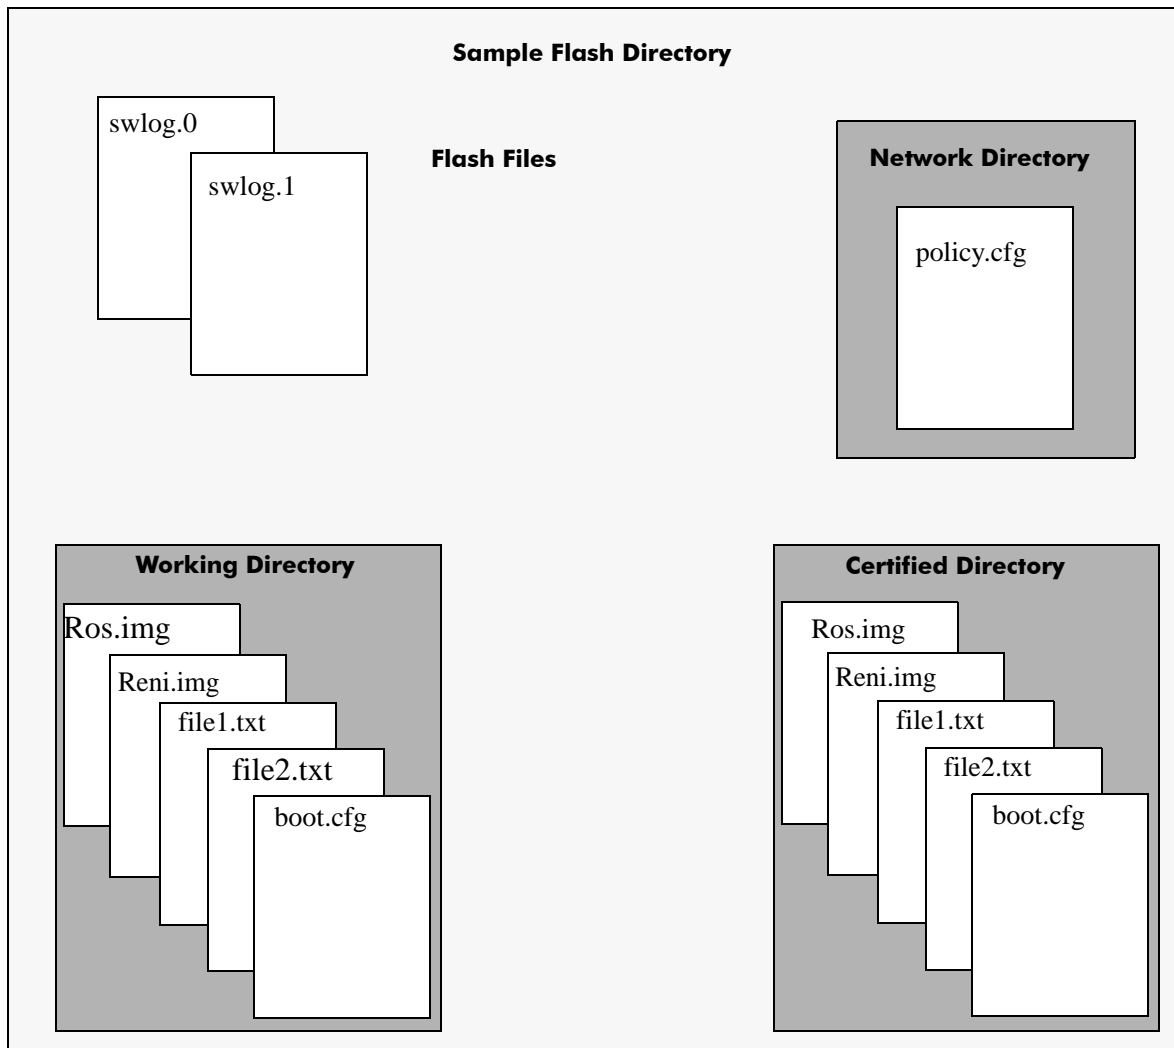 Sample Flash Directory
swlog.0
swlog.1
Flash Files
Network Directory
policy.cfg
Working Directory
Ros.img
Reni.img
file1.txt
file2.txt
boot.cfg
Certified Directory
Ros.img
Reni.img
file1.txt
file2.txt
boot.cfg